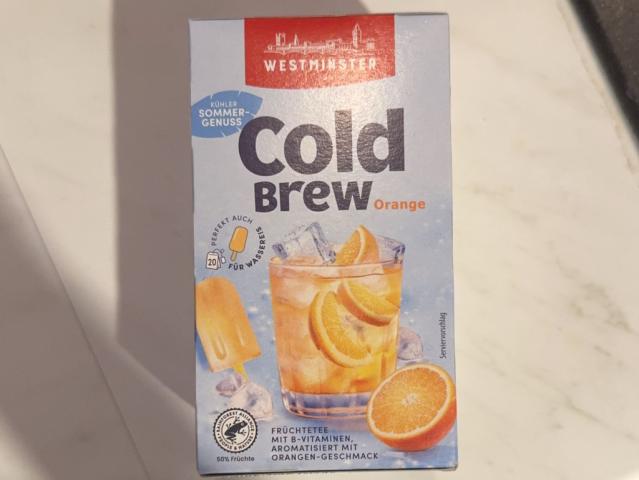 WESTMINSTER
KÜHLER
SOMMER-
GENUSS
Cold
Brew
Orange
PERFEKT AUCH
FÜR WASSEREIS
20
Serviervorschlag
FRÜCHTETEE
MIT B-VITAMINEN,
AROMATISIERT MIT
ORANGEN-GESCHMACK
50% Früchte